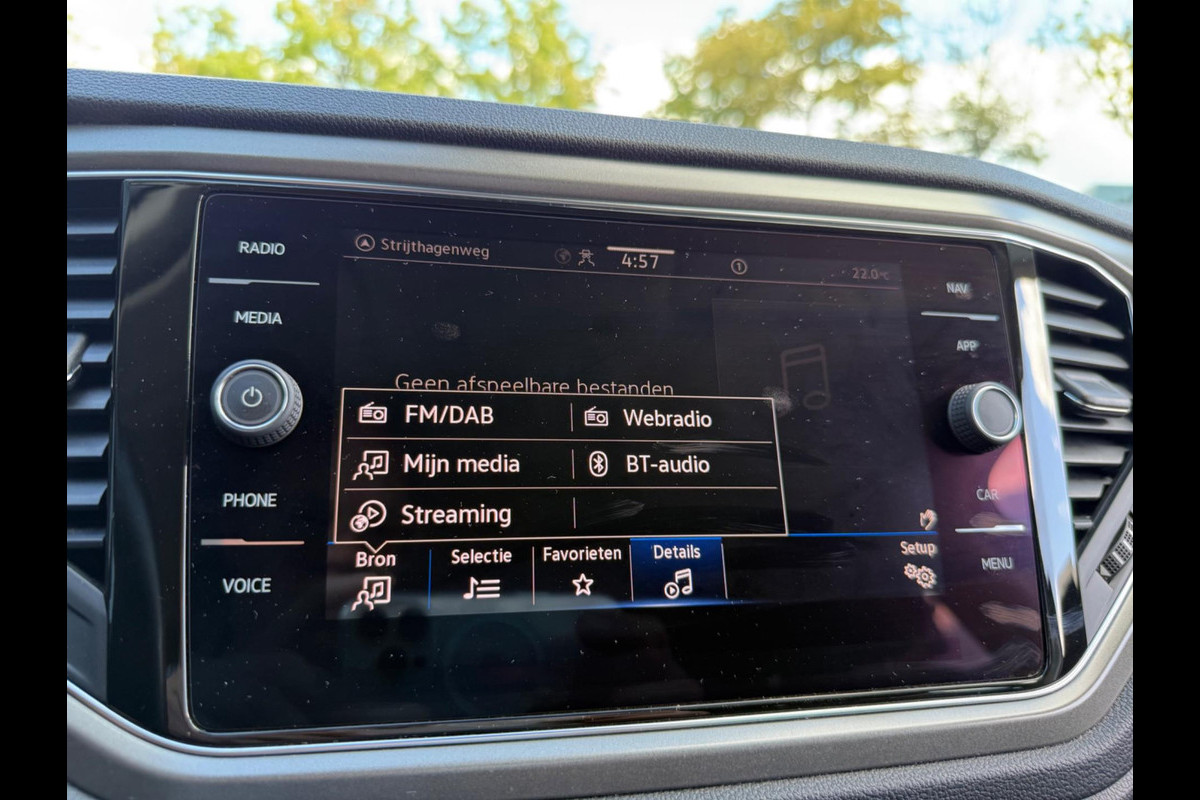 RADIO
MEDIA
PHONE
VOICE
Strijthagenweg
4:57
1
22.0°C
Geen afspeelbare bestanden
FM/DAB
Webradio
Mijn media
BT-audio
Streaming
Bron
Selectie
Favorieten
Details
Setup
NAV
APP
CAR
MENU